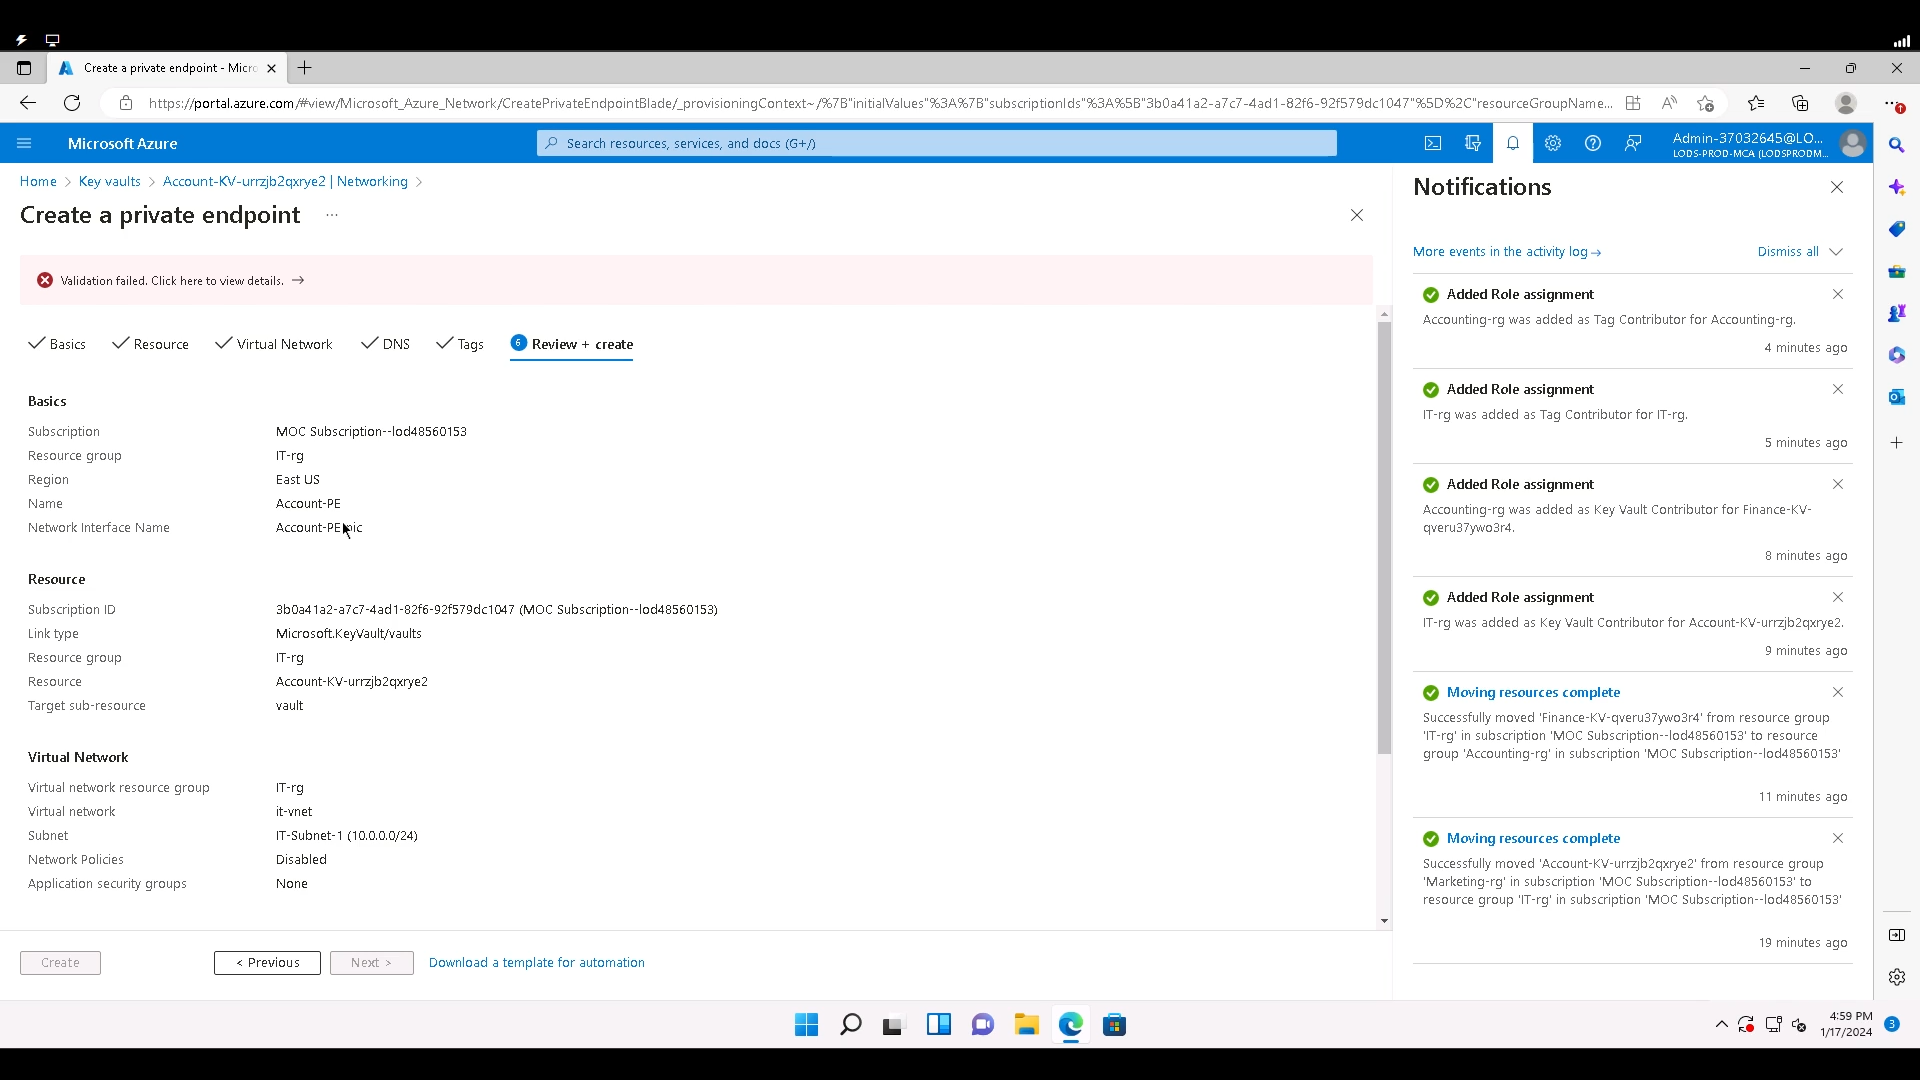 Create a private endpoint - Micro
https://portal.azure.com/#view/Microsoft_Azure_Network/CreatePrivateEndpointBlade/_provisioningContext~/%7B"initialValues"%3A%7B"subscriptionIds"%3A%5B"3b0a41a2-a7c7-4ad1-82f6-92f579dc1047"%5D%2C"resourceGroupName...
Microsoft Azure
Search resources, services, and docs (G+/)
Admin-37032645@LO...
LODS-PROD-MCA (LODSPRODM...
Home > Key vaults > Account-KV-urrzjb2qxrye2 | Networking >
Create a private endpoint ...
Validation failed. Click here to view details. →
Basics
Resource
Virtual Network
DNS
Tags
6 Review + create
Basics
Subscription MOC Subscription--lod48560153
Resource group IT-rg
Region East US
Name Account-PE
Network Interface Name Account-PE-nic
Resource
Subscription ID 3b0a41a2-a7c7-4ad1-82f6-92f579dc1047 (MOC Subscription--lod48560153)
Link type Microsoft.KeyVault/vaults
Resource group IT-rg
Resource Account-KV-urrzjb2qxrye2
Target sub-resource vault
Virtual Network
Virtual network resource group IT-rg
Virtual network it-vnet
Subnet IT-Subnet-1 (10.0.0.0/24)
Network Policies Disabled
Application security groups None
Create
< Previous
Next >
Download a template for automation
Notifications
More events in the activity log →
Dismiss all
Added Role assignment
Accounting-rg was added as Tag Contributor for Accounting-rg.
4 minutes ago
Added Role assignment
IT-rg was added as Tag Contributor for IT-rg.
5 minutes ago
Added Role assignment
Accounting-rg was added as Key Vault Contributor for Finance-KV-
qveru37ywo3r4.
8 minutes ago
Added Role assignment
IT-rg was added as Key Vault Contributor for Account-KV-urrzjb2qxrye2.
9 minutes ago
Moving resources complete
Successfully moved 'Finance-KV-qveru37ywo3r4' from resource group
'IT-rg' in subscription 'MOC Subscription--lod48560153' to resource
group 'Accounting-rg' in subscription 'MOC Subscription--lod48560153'
11 minutes ago
Moving resources complete
Successfully moved 'Account-KV-urrzjb2qxrye2' from resource group
'Marketing-rg' in subscription 'MOC Subscription--lod48560153' to
resource group 'IT-rg' in subscription 'MOC Subscription--lod48560153'
19 minutes ago
4:59 PM
1/17/2024
3